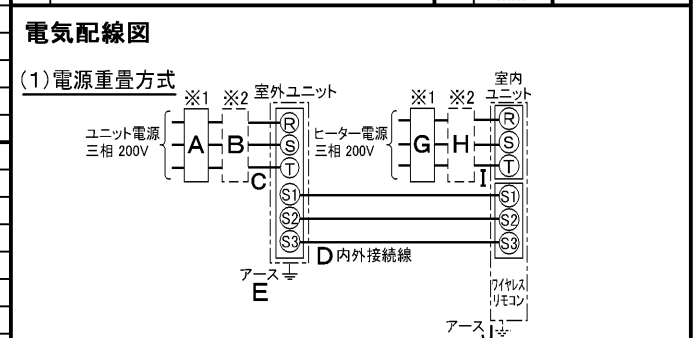 電気配線図
(1)電源重畳方式
※1 ※2 室外ユニット
ユニット電源
三相 200V
A B C
R
S
T
S1
S2
S3
アース
E
D 内外接続線
※1 ※2 室内
ユニット
ヒーター電源
三相 200V
G H I
R
S
T
S1
S2
S3
ワイヤレス
リモコン
アース J